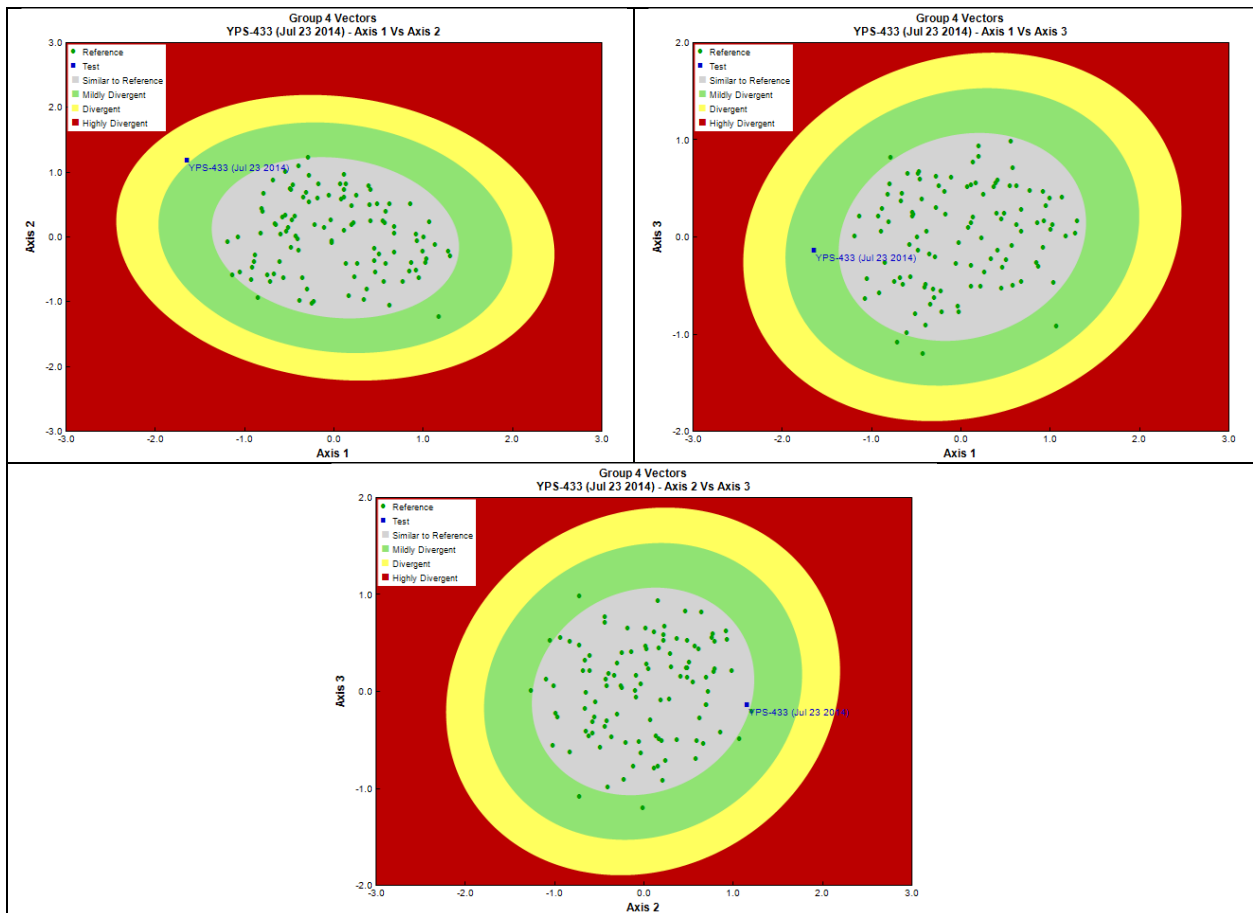 Group 4 Vectors
YPS-433 (Jul 23 2014) - Axis 1 Vs Axis 2
3.0
2.0
1.0
0.0
-1.0
-2.0
-3.0
Axis 2
Reference
Test
Similar to Reference
Mildly Divergent
Divergent
Highly Divergent
YPS-433 (Jul 23 2014)
-3.0 -2.0 -1.0 0.0 1.0 2.0 3.0
Axis 1
Group 4 Vectors
YPS-433 (Jul 23 2014) - Axis 1 Vs Axis 3
2.0
1.0
0.0
-1.0
-2.0
Axis 3
Reference
Test
Similar to Reference
Mildly Divergent
Divergent
Highly Divergent
YPS-433 (Jul 23 2014)
-3.0 -2.0 -1.0 0.0 1.0 2.0 3.0
Axis 1
Group 4 Vectors
YPS-433 (Jul 23 2014) - Axis 2 Vs Axis 3
2.0
1.0
0.0
-1.0
-2.0
Axis 3
Reference
Test
Similar to Reference
Mildly Divergent
Divergent
Highly Divergent
YPS-433 (Jul 23 2014)
-3.0 -2.0 -1.0 0.0 1.0 2.0 3.0
Axis 2